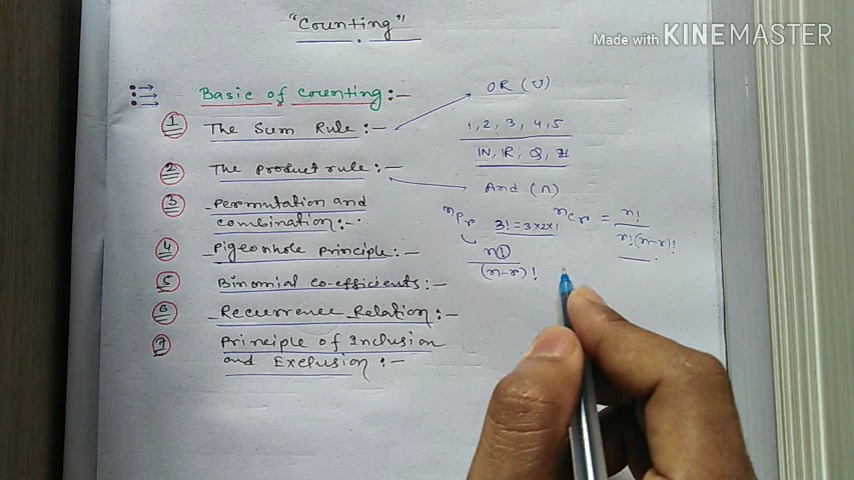 "Counting"
Made with KINEMASTER
Basic of counting :-
1 The Sum Rule :-
OR (U)
1, 2, 3, 4, 5
IN, IR, Q, Z
2 The product rule :-
And (∩)
3 Permutation and
combination :-
nPr
3! = 3×2×1
nCr = n!
r!(n-r)!
n!
(n-r)!
4 Pigeonhole principle :-
5 Binomial co-efficients :-
6 Recurrence Relation :-
7 Principle of Inclusion
and Exclusion :-